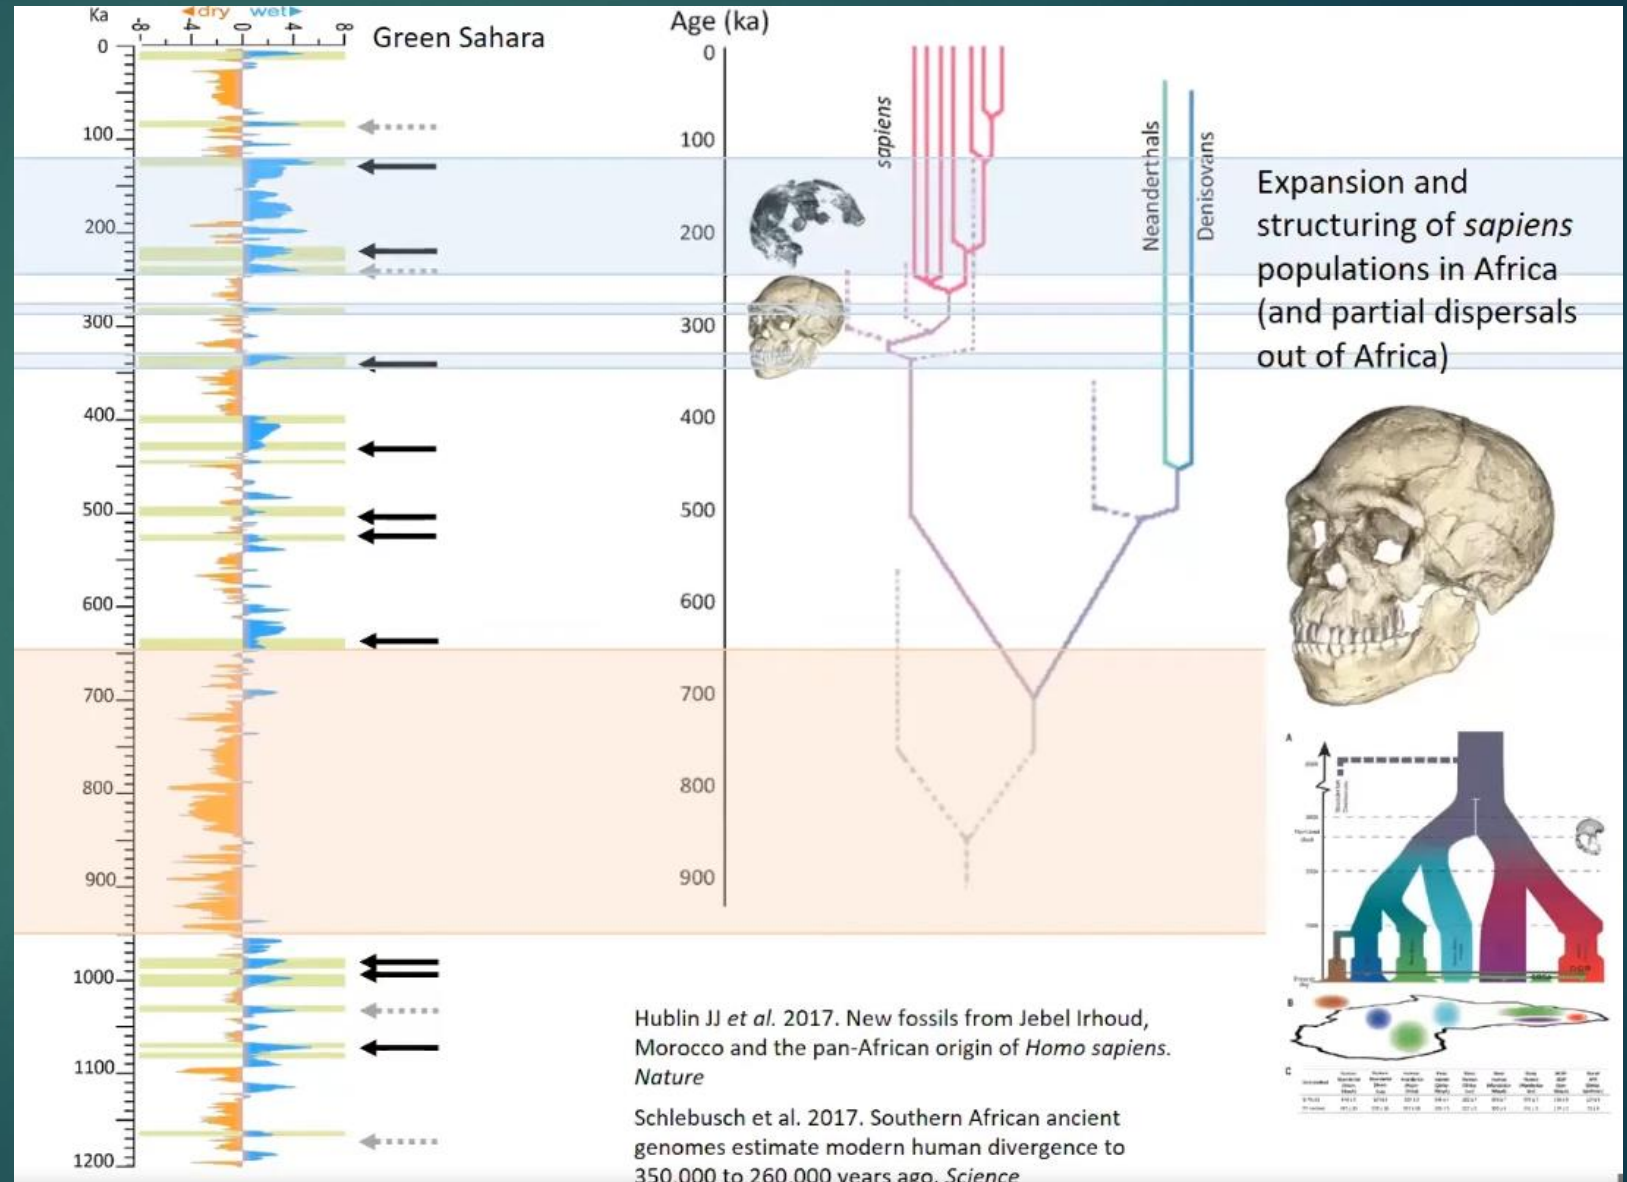 Ka
dry wet
-8 -4 0 4 8
Green Sahara
0
100
200
300
400
500
600
700
800
900
1000
1100
1200
Age (ka)
0
100
200
300
400
500
600
700
800
900
sapiens
Neanderthals
Denisovans
Expansion and
structuring of sapiens
populations in Africa
(and partial dispersals
out of Africa)
A
B
C
Hublin JJ et al. 2017. New fossils from Jebel Irhoud,
Morocco and the pan-African origin of Homo sapiens.
Nature
Schlebusch et al. 2017. Southern African ancient
genomes estimate modern human divergence to
350,000 to 260,000 years ago. Science